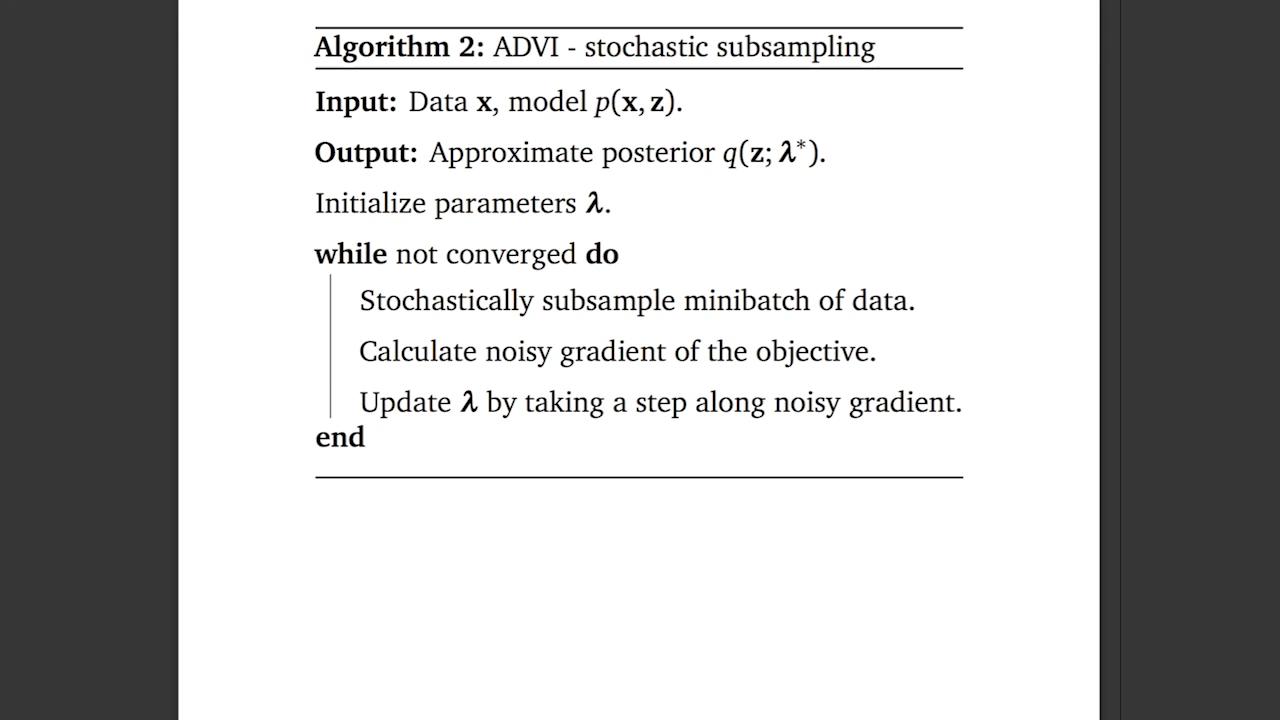 Algorithm 2: ADVI - stochastic subsampling
Input: Data x, model p(x, z).
Output: Approximate posterior q(z; λ*).
Initialize parameters λ.
while not converged do
Stochastically subsample minibatch of data.
Calculate noisy gradient of the objective.
Update λ by taking a step along noisy gradient.
end